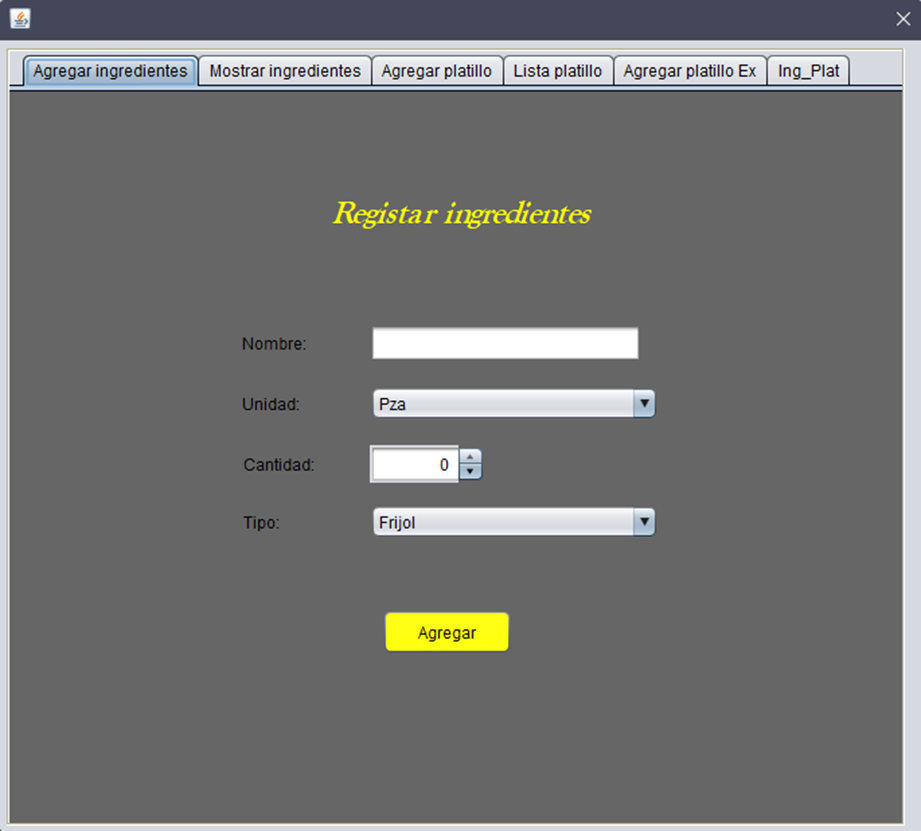 Agregar ingredientes Mostrar ingredientes Agregar platillo Lista platillo Agregar platillo Ex Ing_Plat
Registar ingredientes
Nombre:
Unidad: Pza
Cantidad: 0
Tipo: Frijol
Agregar